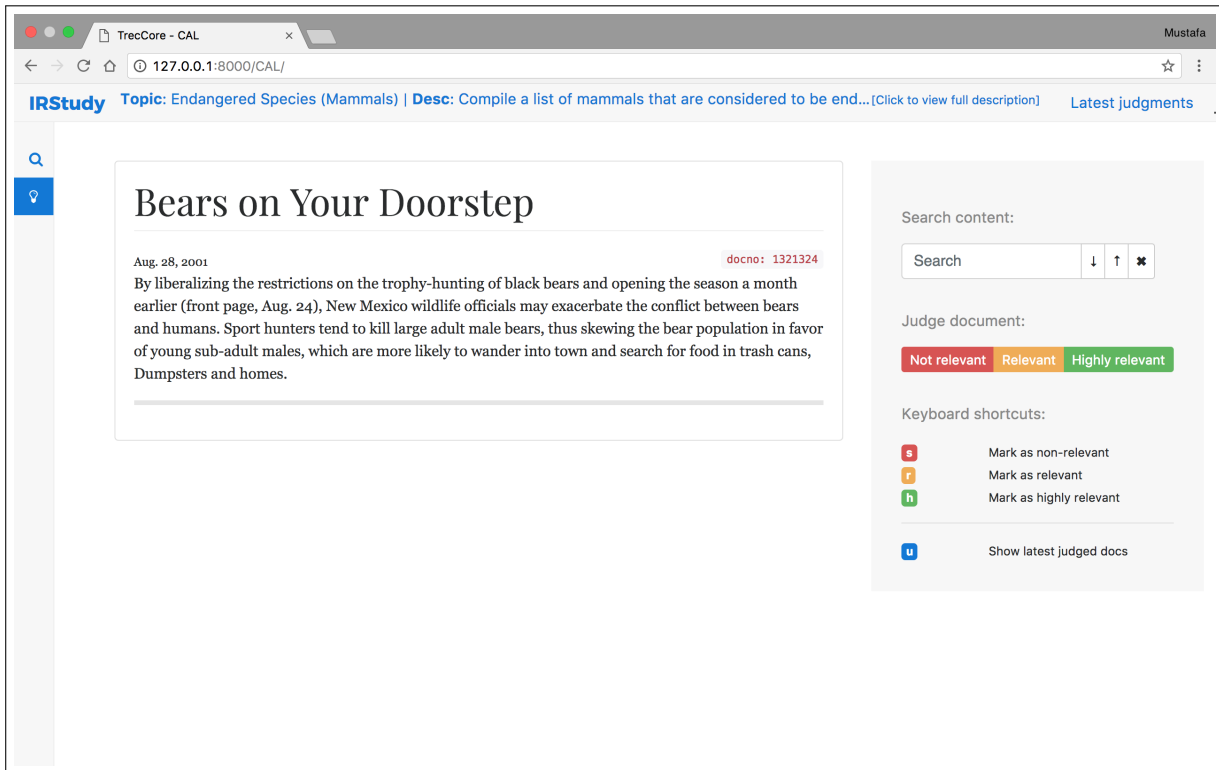 TrecCore - CAL
Mustafa
127.0.0.1:8000/CAL/
IRStudy
Topic: Endangered Species (Mammals) | Desc: Compile a list of mammals that are considered to be end...[Click to view full description]
Latest judgments
Bears on Your Doorstep
Aug. 28, 2001
docno: 1321324
By liberalizing the restrictions on the trophy-hunting of black bears and opening the season a month
earlier (front page, Aug. 24), New Mexico wildlife officials may exacerbate the conflict between bears
and humans. Sport hunters tend to kill large adult male bears, thus skewing the bear population in favor
of young sub-adult males, which are more likely to wander into town and search for food in trash cans,
Dumpsters and homes.
Search content:
Search
Judge document:
Not relevant Relevant Highly relevant
Keyboard shortcuts:
s Mark as non-relevant
r Mark as relevant
h Mark as highly relevant
u Show latest judged docs